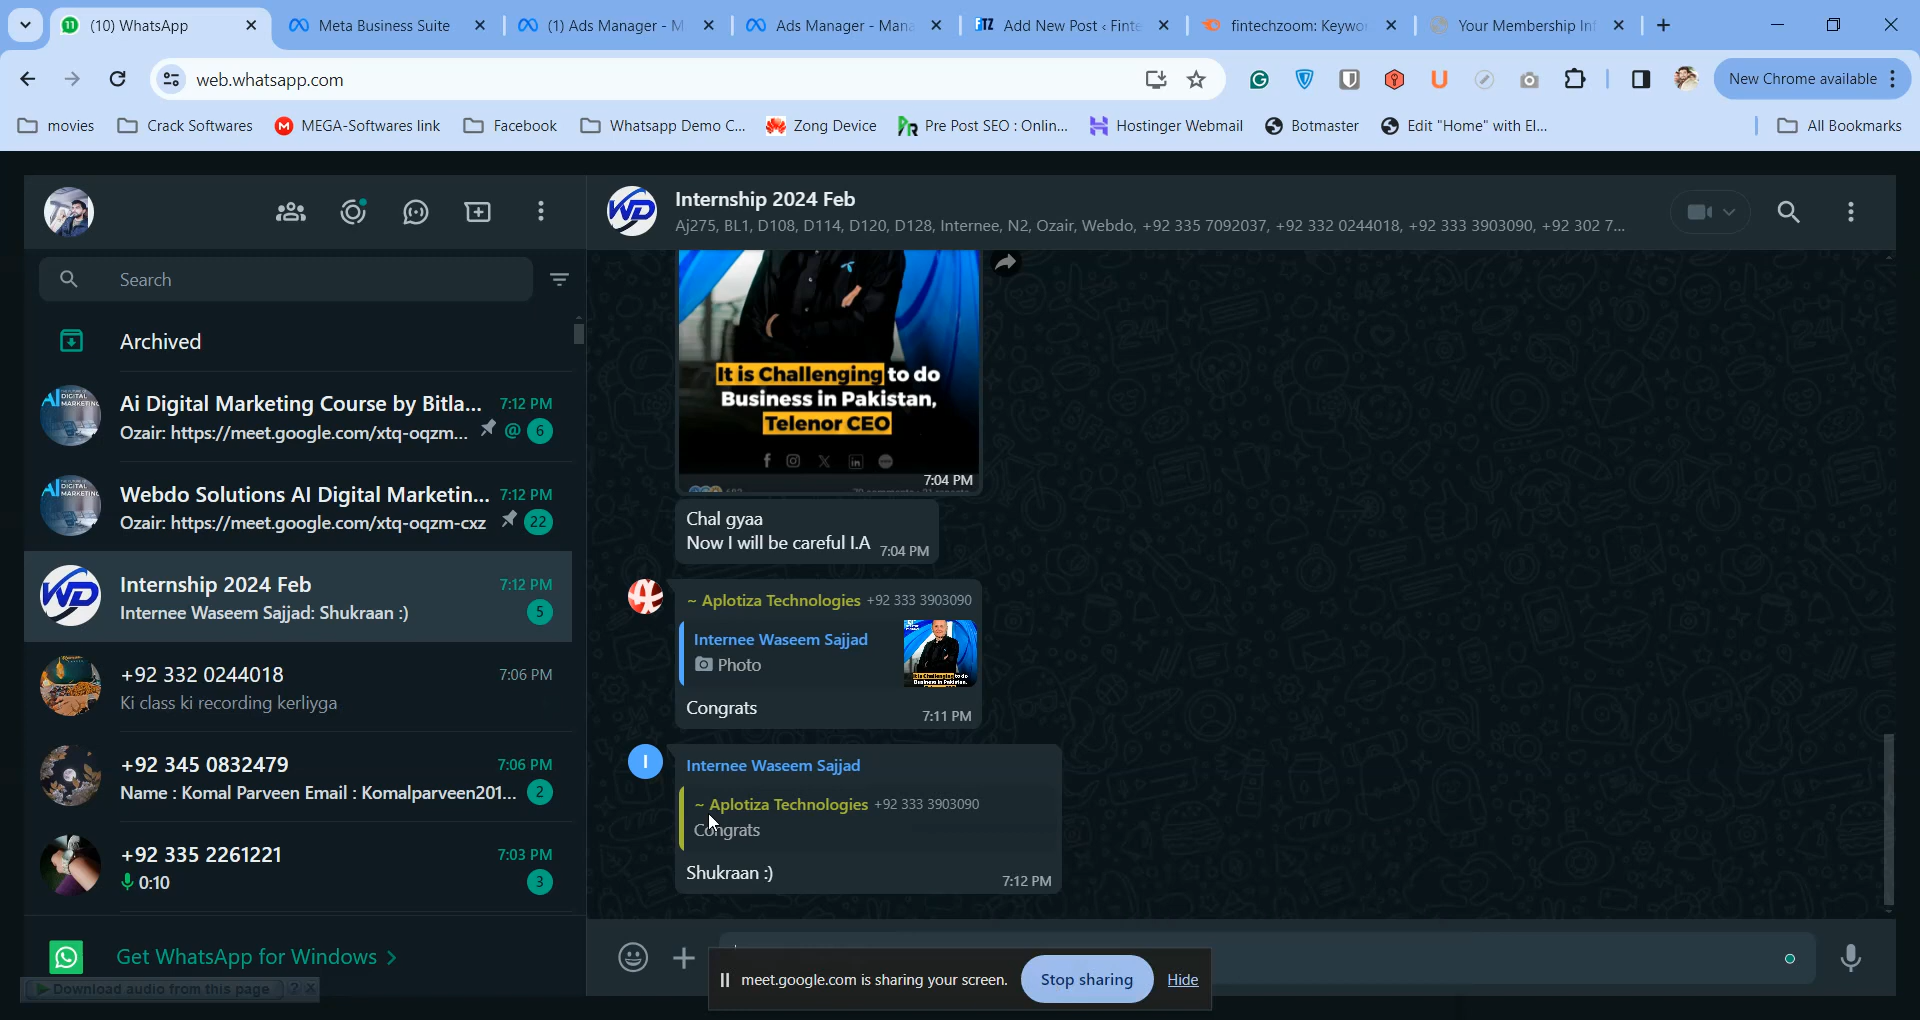 (10) WhatsApp
Meta Business Suite
(1) Ads Manager - M
Ads Manager - Mana
FTZ Add New Post ‹ Finte
fintechzoom: Keywo
Your Membership In
web.whatsapp.com
New Chrome available
movies
Crack Softwares
M MEGA-Softwares link
Facebook
Whatsapp Demo C...
Zong Device
Pre Post SEO : Onlin...
Hostinger Webmail
Botmaster
Edit "Home" with El...
All Bookmarks
Search
Archived
Ai Digital Marketing Course by Bitla... 7:12 PM
Ozair: https://meet.google.com/xtq-oqzm... @ 6
Webdo Solutions AI Digital Marketin... 7:12 PM
Ozair: https://meet.google.com/xtq-oqzm-cxz 22
Internship 2024 Feb 7:12 PM
Internee Waseem Sajjad: Shukraan :) 5
+92 332 0244018 7:06 PM
Ki class ki recording kerliyga
+92 345 0832479 7:06 PM
Name : Komal Parveen Email : Komalparveen201... 2
+92 335 2261221 7:03 PM
0:10 3
Get WhatsApp for Windows >
Download audio from this page ? X
WD
Internship 2024 Feb
Aj275, BL1, D108, D114, D120, D128, Internee, N2, Ozair, Webdo, +92 335 7092037, +92 332 0244018, +92 333 3903090, +92 302 7...
It is Challenging to do
Business in Pakistan,
Telenor CEO
7:04 PM
Chal gyaa
Now I will be careful I.A 7:04 PM
~ Aplotiza Technologies +92 333 3903090
Internee Waseem Sajjad
Photo
Congrats
7:11 PM
I
Internee Waseem Sajjad
~ Aplotiza Technologies +92 333 3903090
Congrats
Shukraan :)
7:12 PM
meet.google.com is sharing your screen. Stop sharing Hide